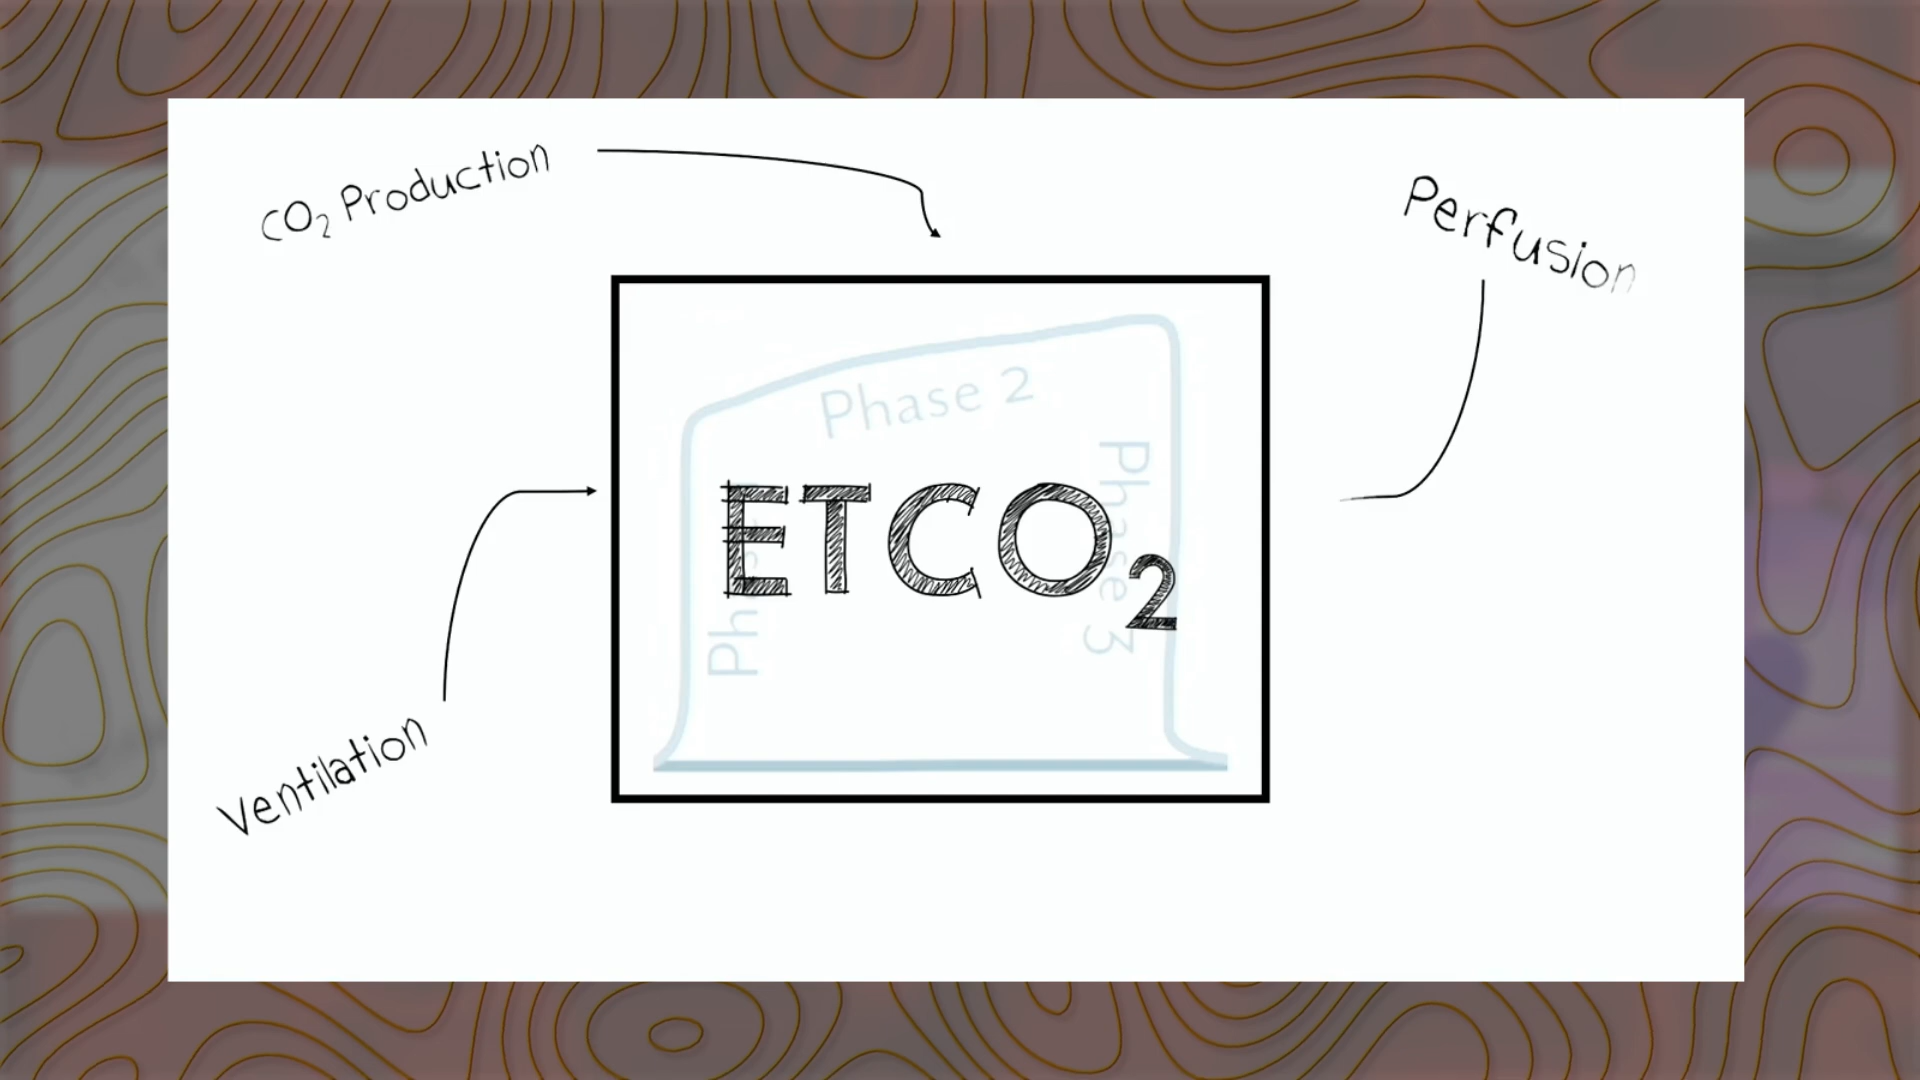 CO₂ Production
Perfusion
Phase 2
Phase 3
ETCO₂
Ventilation